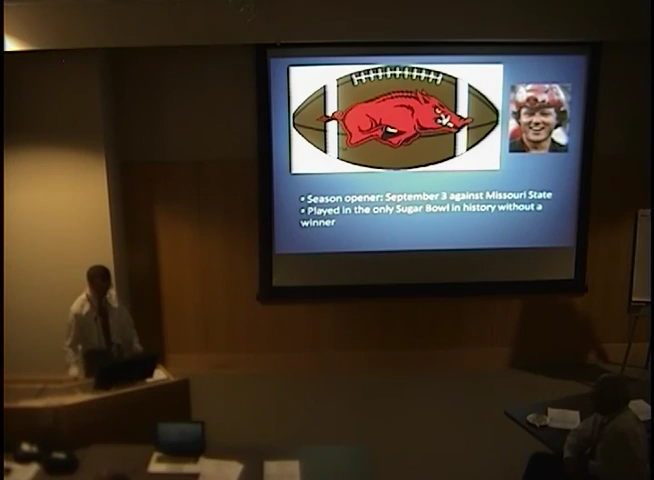 • Season opener: September 3 against Missouri State
• Played in the only Sugar Bowl in history without a
winner